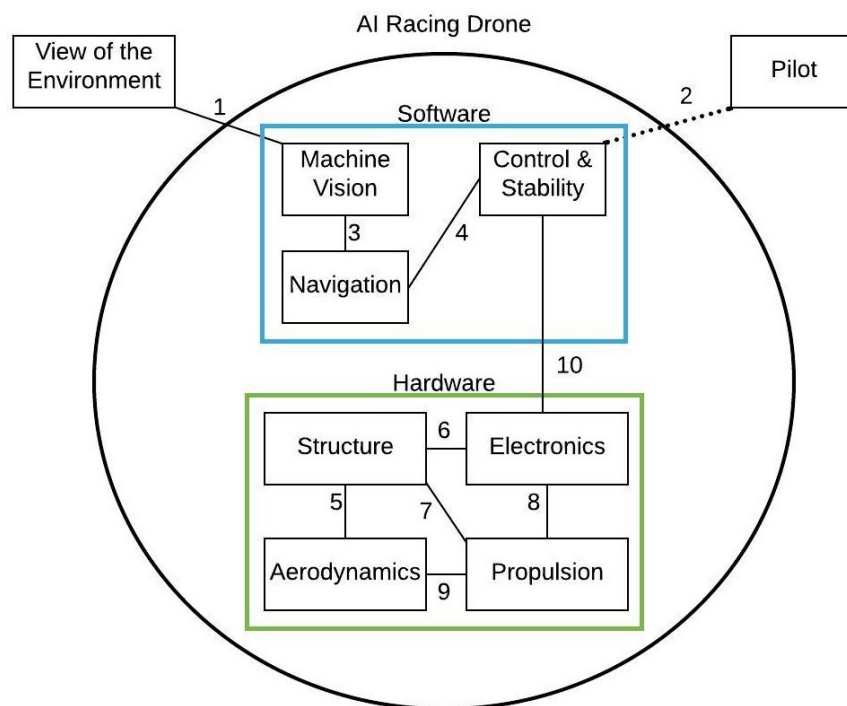 AI Racing Drone
View of the
Environment
Pilot
1
2
Software
Machine
Vision
Control &
Stability
3
4
Navigation
10
Hardware
Structure
6
Electronics
5
7
8
Aerodynamics
9
Propulsion